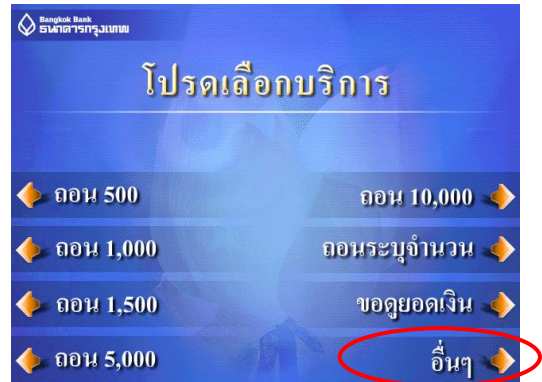 Bangkok Bank
ธนาคารกรุงเทพ
โปรดเลือกบริการ
ถอน 500
ถอน 10,000
ถอน 1,000
ถอนระบุจำนวน
ถอน 1,500
ขอดูยอดเงิน
ถอน 5,000
อื่นๆ